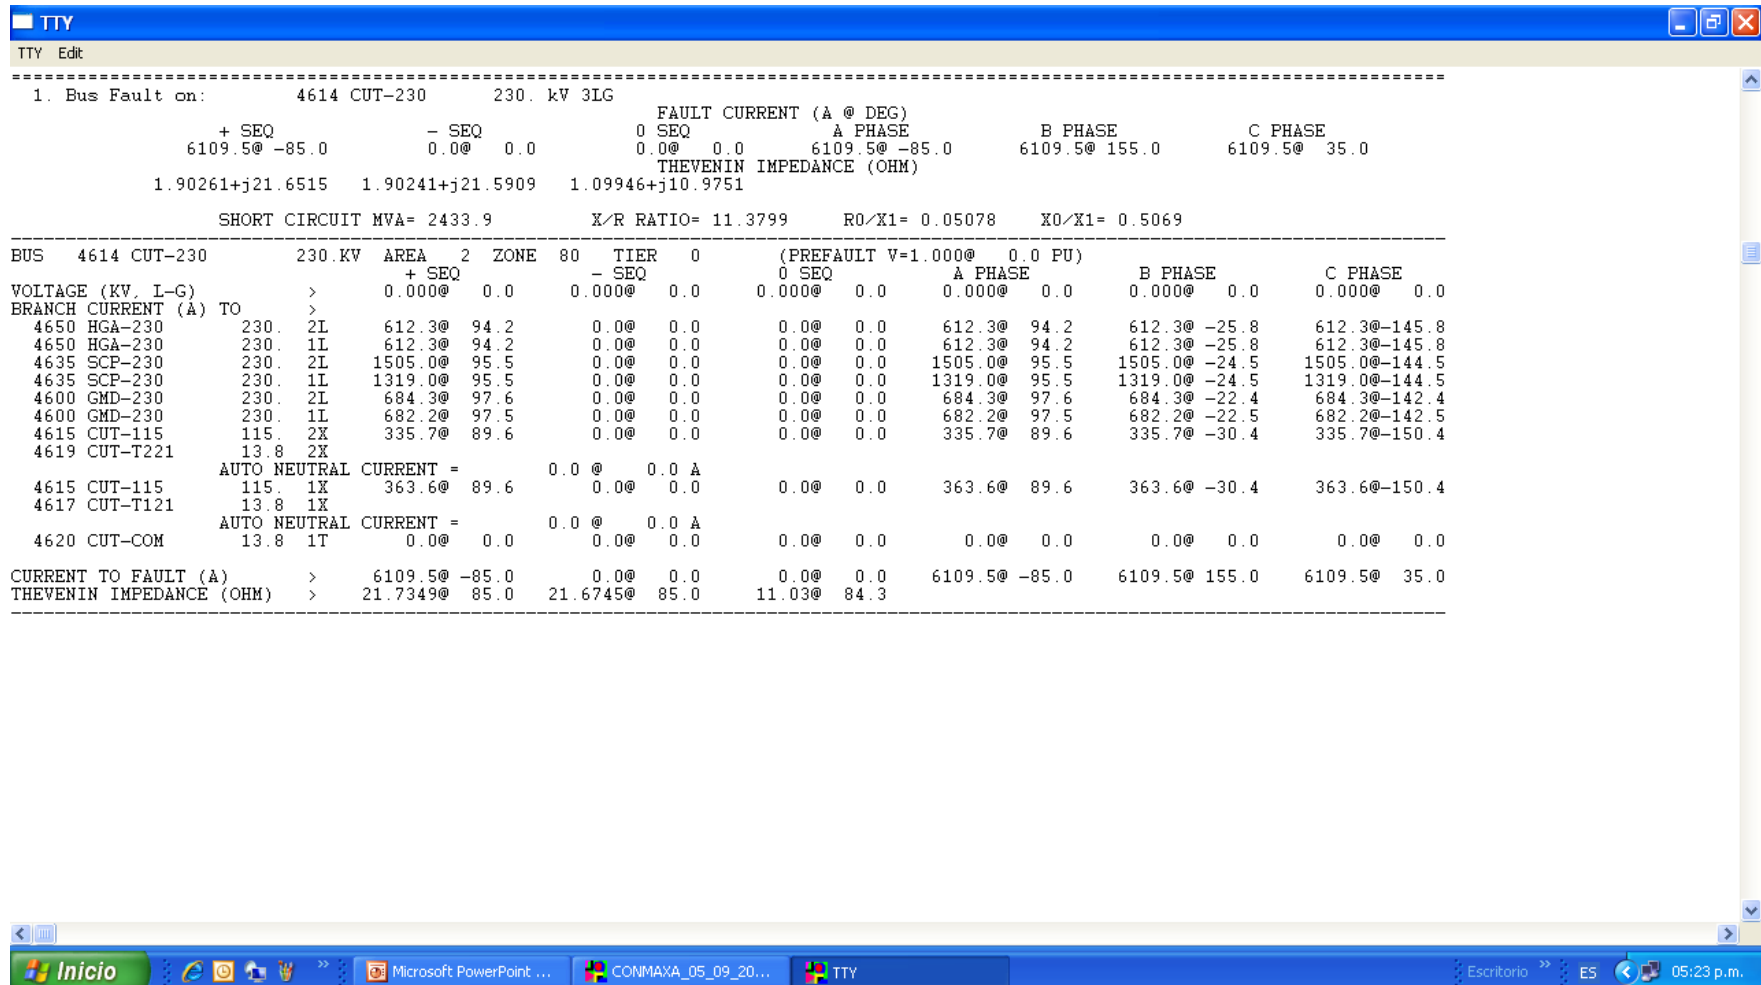 TTY
TTY Edit
1. Bus Fault on: 4614 CUT-230 230. kV 3LG
FAULT CURRENT (A @ DEG)
+ SEQ - SEQ 0 SEQ A PHASE B PHASE C PHASE
6109.5@ -85.0 0.0@ 0.0 0.0@ 0.0 6109.5@ -85.0 6109.5@ 155.0 6109.5@ 35.0
THEVENIN IMPEDANCE (OHM)
1.90261+j21.6515 1.90241+j21.5909 1.09946+j10.9751
SHORT CIRCUIT MVA= 2433.9 X/R RATIO= 11.3799 R0/X1= 0.05078 X0/X1= 0.5069
BUS 4614 CUT-230 230.KV AREA 2 ZONE 80 TIER 0 (PREFAULT V=1.000@ 0.0 PU)
+ SEQ - SEQ 0 SEQ A PHASE B PHASE C PHASE
VOLTAGE (KV, L-G) > 0.000@ 0.0 0.000@ 0.0 0.000@ 0.0 0.000@ 0.0 0.000@ 0.0 0.000@ 0.0
BRANCH CURRENT (A) TO >
4650 HGA-230 230. 2L 612.3@ 94.2 0.0@ 0.0 0.0@ 0.0 612.3@ 94.2 612.3@ -25.8 612.3@-145.8
4650 HGA-230 230. 1L 612.3@ 94.2 0.0@ 0.0 0.0@ 0.0 612.3@ 94.2 612.3@ -25.8 612.3@-145.8
4635 SCP-230 230. 2L 1505.0@ 95.5 0.0@ 0.0 0.0@ 0.0 1505.0@ 95.5 1505.0@ -24.5 1505.0@-144.5
4635 SCP-230 230. 1L 1319.0@ 95.5 0.0@ 0.0 0.0@ 0.0 1319.0@ 95.5 1319.0@ -24.5 1319.0@-144.5
4600 GMD-230 230. 2L 684.3@ 97.6 0.0@ 0.0 0.0@ 0.0 684.3@ 97.6 684.3@ -22.4 684.3@-142.4
4600 GMD-230 230. 1L 682.2@ 97.5 0.0@ 0.0 0.0@ 0.0 682.2@ 97.5 682.2@ -22.5 682.2@-142.5
4615 CUT-115 115. 2X 335.7@ 89.6 0.0@ 0.0 0.0@ 0.0 335.7@ 89.6 335.7@ -30.4 335.7@-150.4
4619 CUT-T221 13.8 2X
AUTO NEUTRAL CURRENT = 0.0 @ 0.0 A
4615 CUT-115 115. 1X 363.6@ 89.6 0.0@ 0.0 0.0@ 0.0 363.6@ 89.6 363.6@ -30.4 363.6@-150.4
4617 CUT-T121 13.8 1X
AUTO NEUTRAL CURRENT = 0.0 @ 0.0 A
4620 CUT-COM 13.8 1T 0.0@ 0.0 0.0@ 0.0 0.0@ 0.0 0.0@ 0.0 0.0@ 0.0 0.0@ 0.0
CURRENT TO FAULT (A) > 6109.5@ -85.0 0.0@ 0.0 0.0@ 0.0 6109.5@ -85.0 6109.5@ 155.0 6109.5@ 35.0
THEVENIN IMPEDANCE (OHM) > 21.7349@ 85.0 21.6745@ 85.0 11.03@ 84.3
Inicio Microsoft PowerPoint ... CONMAXA_05_09_20... TTY Escritorio ES 05:23 p.m.